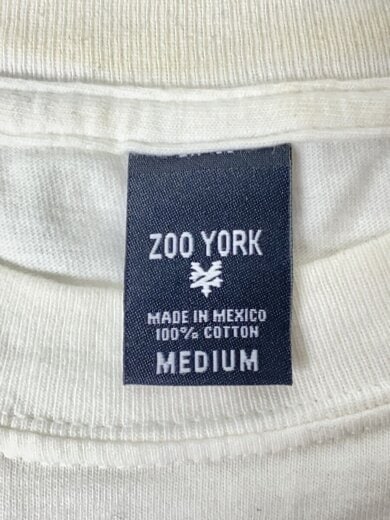 ZOO YORK
MADE IN MEXICO
100% COTTON
MEDIUM